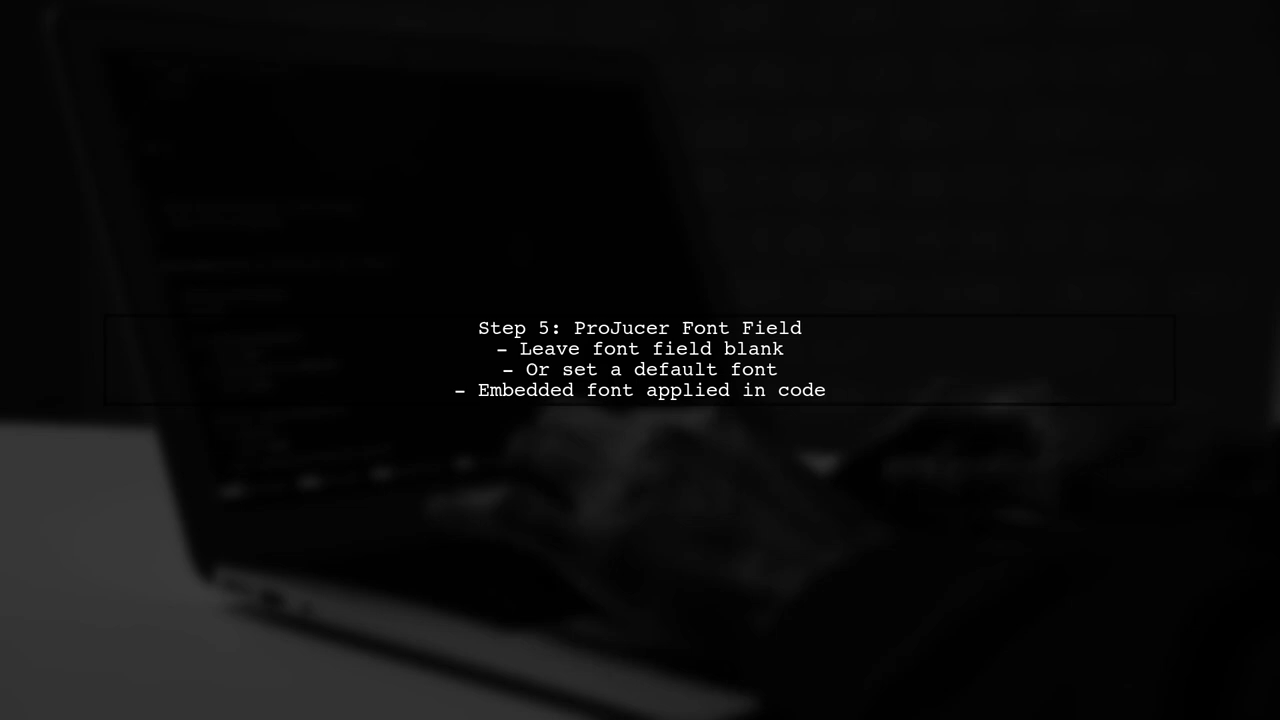 Step 5: ProJucer Font Field
– Leave font field blank
– Or set a default font
– Embedded font applied in code